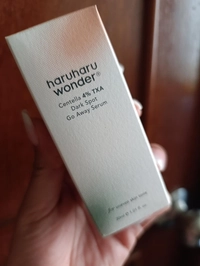 haruharu
wonder®
Centella 4% TXA
Dark Spot
Go Away Serum